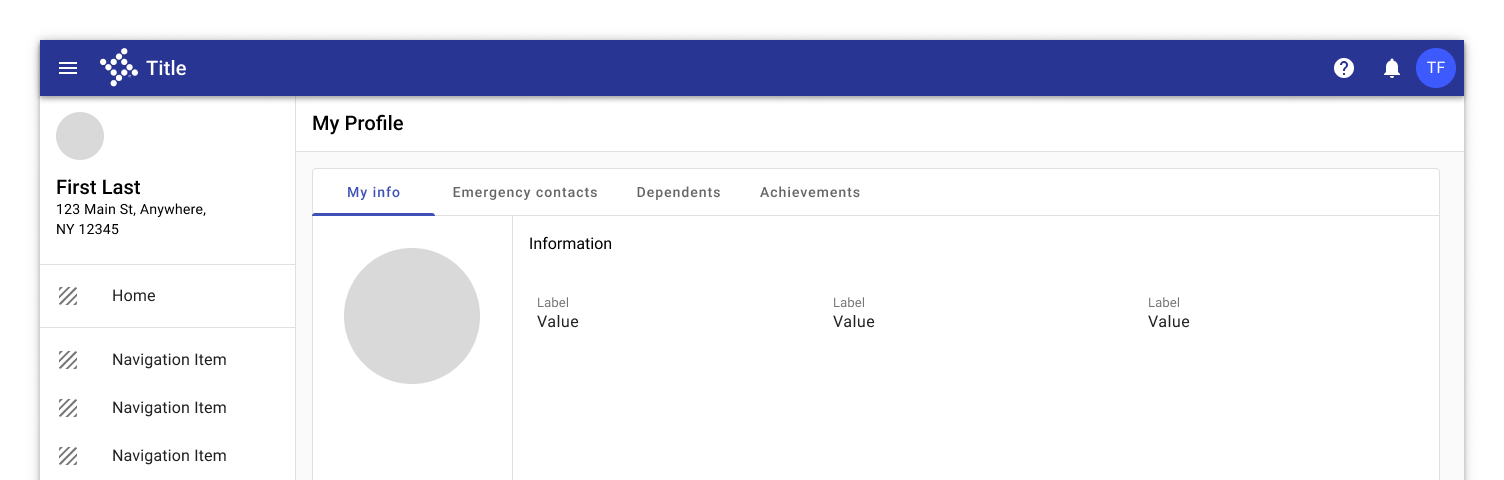 Title
TF
First Last
123 Main St, Anywhere,
NY 12345
Home
Navigation Item
Navigation Item
Navigation Item
My Profile
My info Emergency contacts Dependents Achievements
Information
Label Label Label
Value Value Value